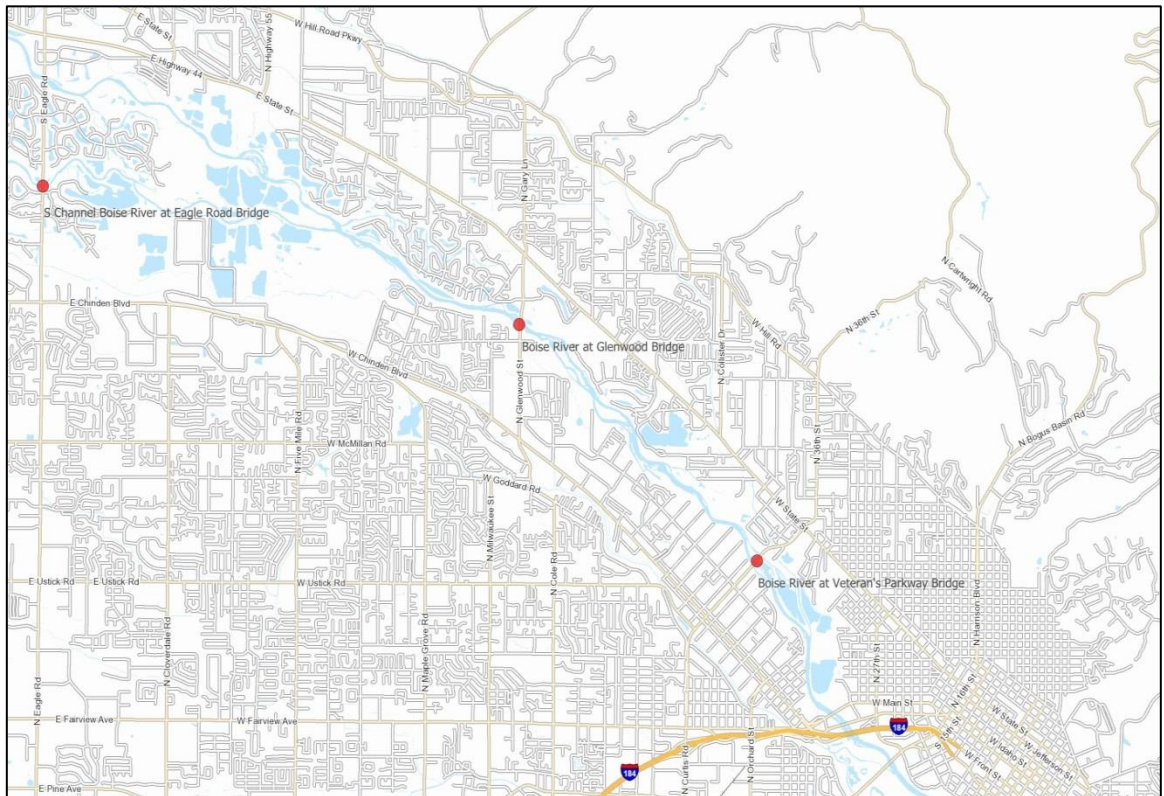 E State St
N Highway 55
W Hill Road Pkwy
E Highway 44
S Eagle Rd
E State St
S Channel Boise River at Eagle Road Bridge
N Gary Ln
N Cartwright Rd
E Chinden Blvd
N 36th St
W Hill Rd
Boise River at Glenwood Bridge
N Collister Dr
W Chinden Blvd
N Glenwood St
N Five Mile Rd
W McMillan Rd
N 36th St
N Bogus Basin Rd
W Goddard Rd
N Milwaukee St
W State St
N Cole Rd
E Ustick Rd
E Ustick Rd
W Ustick Rd
Boise River at Veteran's Parkway Bridge
N Harrison Blvd
N Cloverdale Rd
N Maple Grove Rd
N 27th St
N Eagle Rd
N 16th St
W Main St
E Fairview Ave
W Fairview Ave
184
S 15th St
W State St
W Jefferson St
W Idaho St
W Front St
N Curtis Rd
N Orchard St
184
E Pine Ave